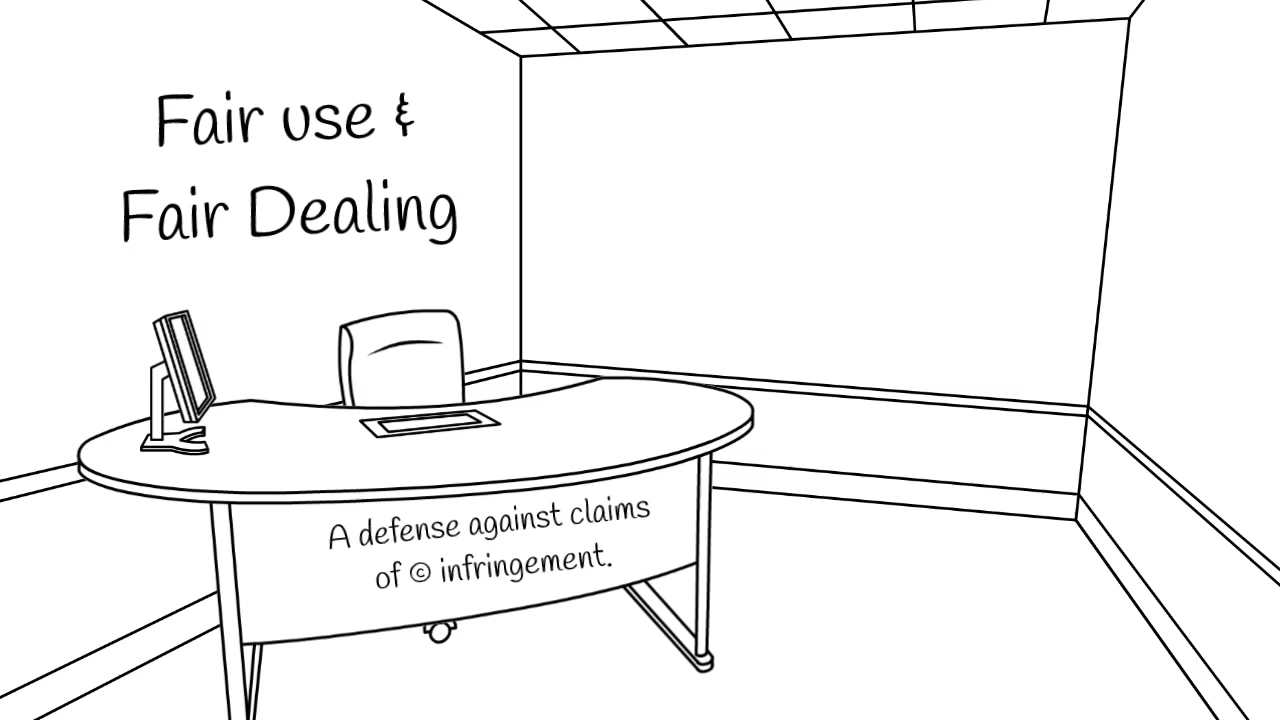 Fair use &
Fair Dealing
A defense against claims
of © infringement.